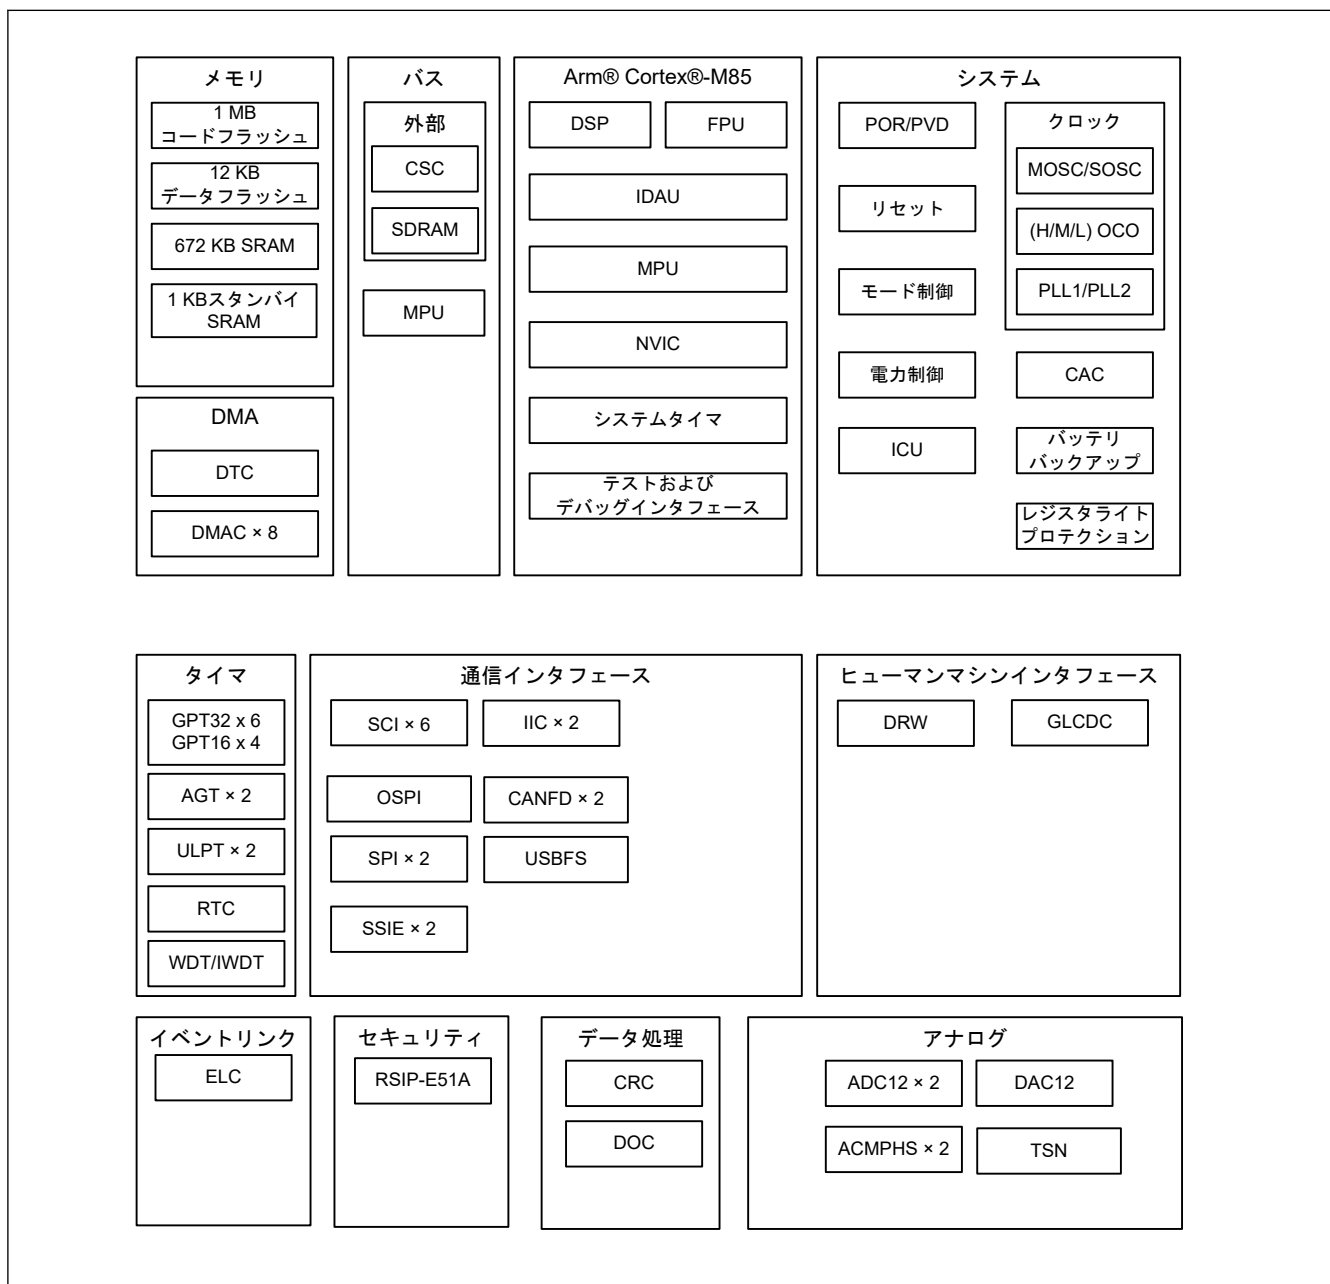 メモリ
1 MB
コードフラッシュ
12 KB
データフラッシュ
672 KB SRAM
1 KBスタンバイ
SRAM
DMA
DTC
DMAC × 8
バス
外部
CSC
SDRAM
MPU
Arm® Cortex®-M85
DSP
FPU
IDAU
MPU
NVIC
システムタイマ
テストおよび
デバッグインタフェース
システム
POR/PVD
リセット
モード制御
電力制御
ICU
クロック
MOSC/SOSC
(H/M/L) OCO
PLL1/PLL2
CAC
バッテリ
バックアップ
レジスタライト
プロテクション
タイマ
GPT32 x 6
GPT16 x 4
AGT × 2
ULPT × 2
RTC
WDT/IWDT
通信インタフェース
SCI × 6
IIC × 2
OSPI
CANFD × 2
SPI × 2
USBFS
SSIE × 2
ヒューマンマシンインタフェース
DRW
GLCDC
イベントリンク
ELC
セキュリティ
RSIP-E51A
データ処理
CRC
DOC
アナログ
ADC12 × 2
DAC12
ACMPHS × 2
TSN